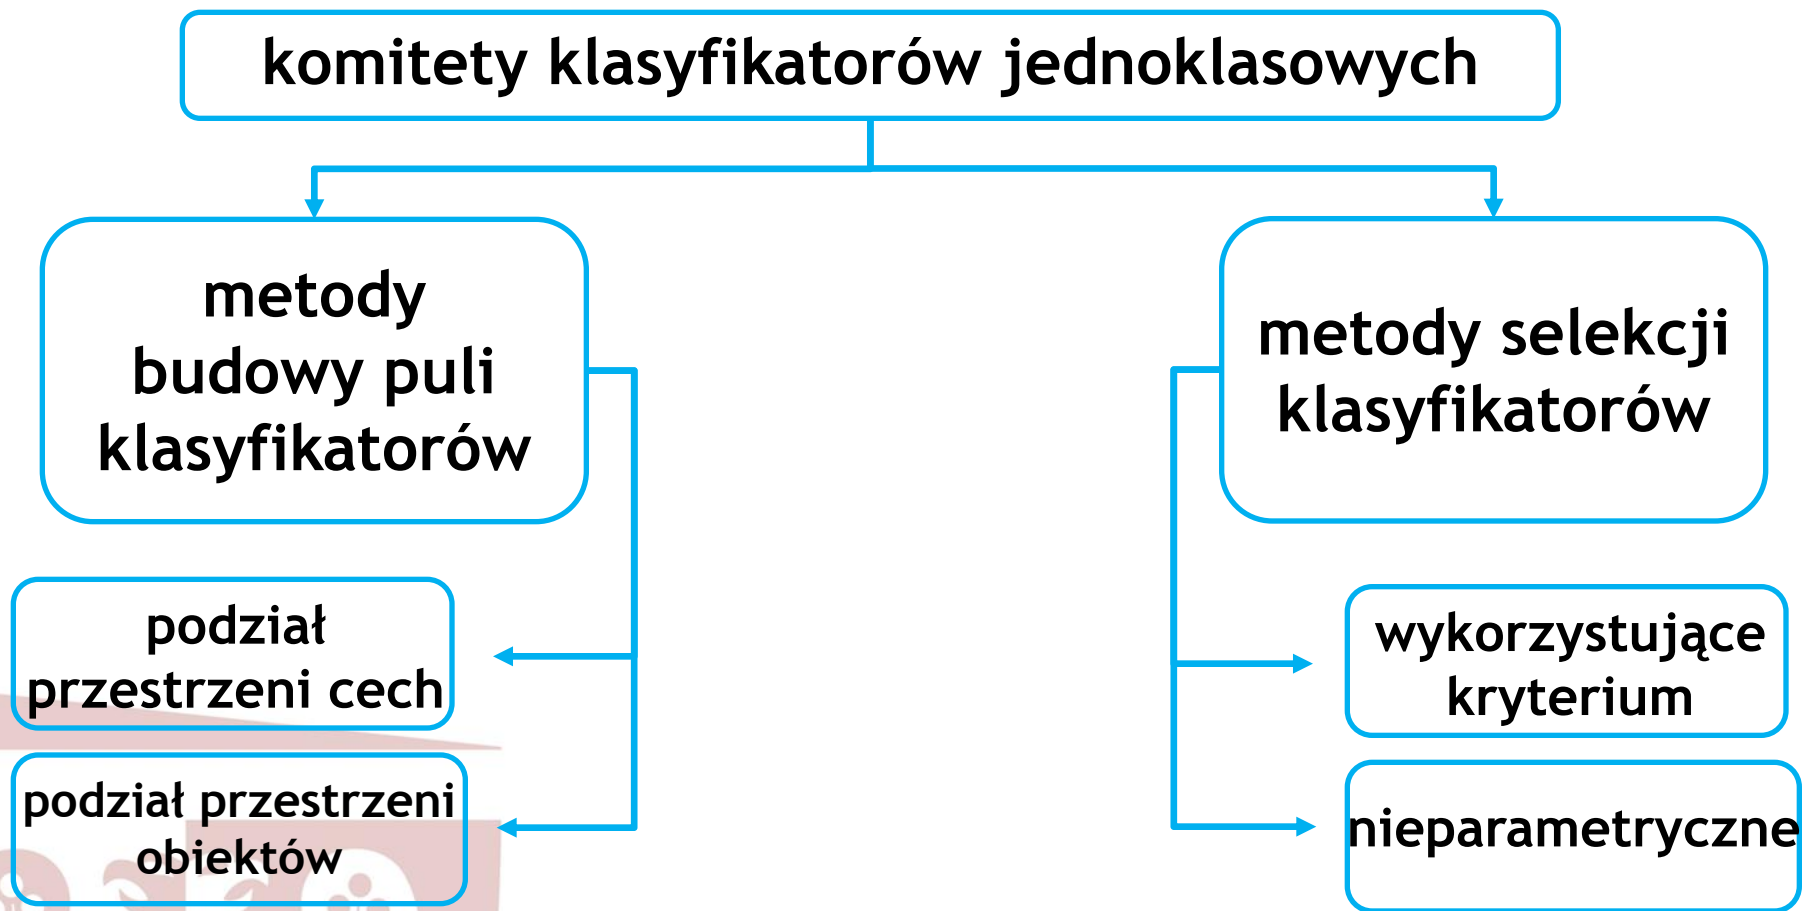 komitety klasyfikatorów jednoklasowych
metody
budowy puli
klasyfikatorów
metody selekcji
klasyfikatorów
podział
przestrzeni cech
podział przestrzeni
obiektów
wykorzystujące
kryterium
nieparametryczne